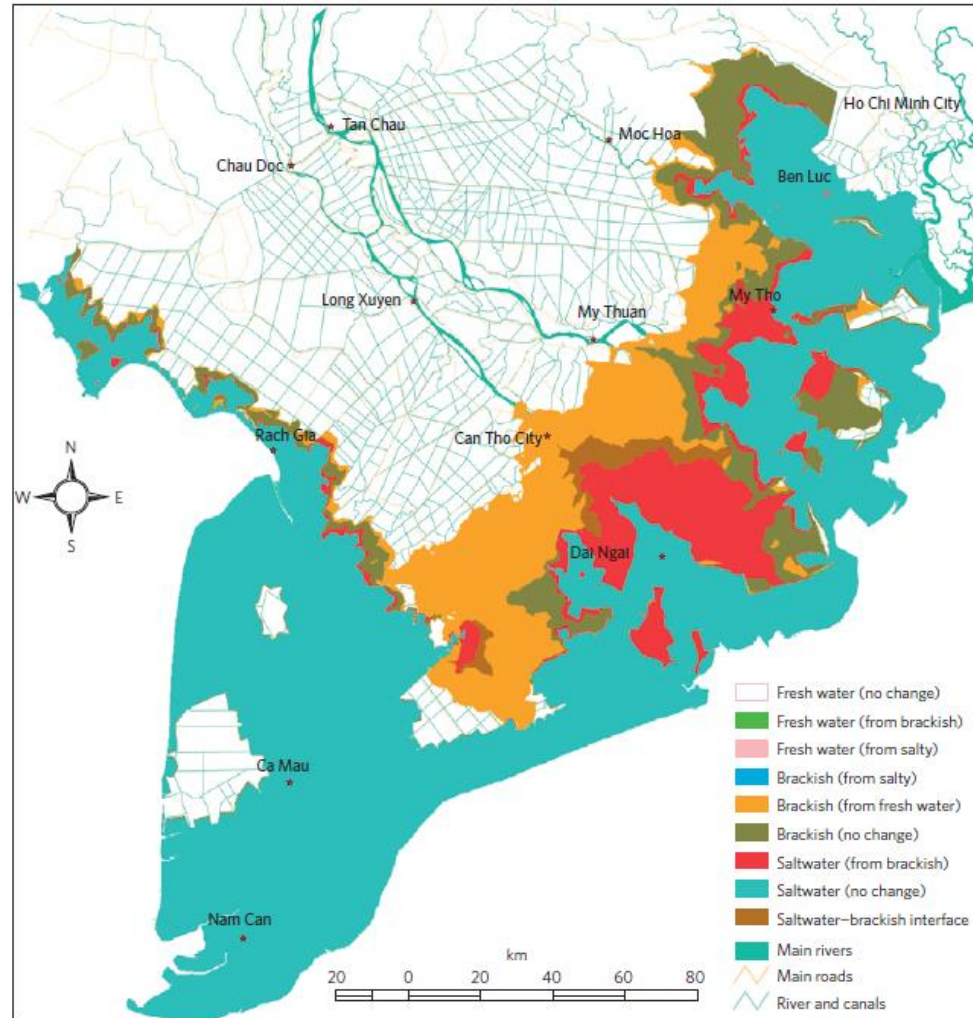 Ho Chi Minh City
Tan Chau
Moc Hoa
Chau Doc
Ben Luc
Long Xuyen
My Tho
My Thuan
Rach Gia
Can Tho City
N
W E
S
Dai Ngai
Fresh water (no change)
Fresh water (from brackish)
Fresh water (from salty)
Ca Mau
Brackish (from salty)
Brackish (from fresh water)
Brackish (no change)
Saltwater (from brackish)
Saltwater (no change)
Nam Can
Saltwater–brackish interface
km
Main rivers
20 0 20 40 60 80
Main roads
River and canals